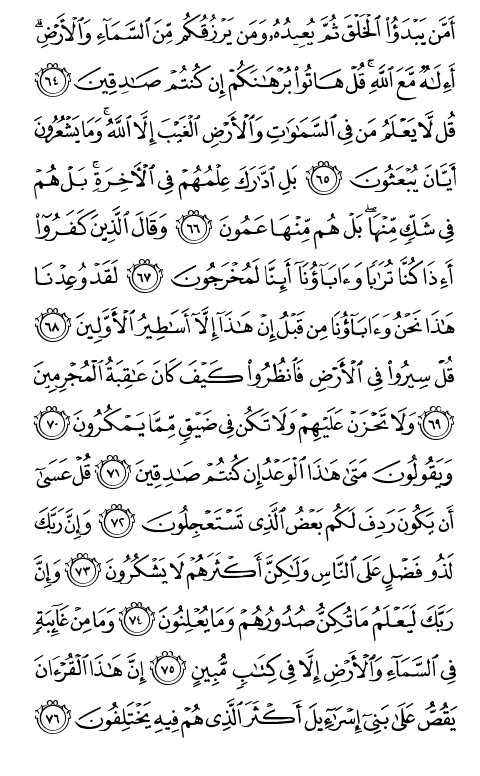 أَمَّن يَبْدَؤُاْ ٱلْخَلْقَ ثُمَّ يُعِيدُهُۥ وَمَن يَرْزُقُكُم مِّنَ ٱلسَّمَآءِ وَٱلْأَرْضِۗ
أَءِلَٰهٌ مَّعَ ٱللَّهِۚ قُلْ هَاتُواْ بُرْهَٰنَكُمْ إِن كُنتُمْ صَٰدِقِينَ ٦٤
قُل لَّا يَعْلَمُ مَن فِي ٱلسَّمَٰوَٰتِ وَٱلْأَرْضِ ٱلْغَيْبَ إِلَّا ٱللَّهُۚ وَمَا يَشْعُرُونَ
أَيَّانَ يُبْعَثُونَ ٦٥ بَلِ ٱدَّٰرَكَ عِلْمُهُمْ فِي ٱلْأٓخِرَةِۚ بَلْ هُمْ
فِي شَكٍّ مِّنْهَاۖ بَلْ هُم مِّنْهَا عَمُونَ ٦٦ وَقَالَ ٱلَّذِينَ كَفَرُوٓاْ
أَءِذَا كُنَّا تُرَٰبًا وَءَابَآؤُنَآ أَئِنَّا لَمُخْرَجُونَ ٦٧ لَقَدْ وُعِدْنَا
هَٰذَا نَحْنُ وَءَابَآؤُنَا مِن قَبْلُ إِنْ هَٰذَآ إِلَّآ أَسَٰطِيرُ ٱلْأَوَّلِينَ ٦٨
قُلْ سِيرُواْ فِي ٱلْأَرْضِ فَٱنظُرُواْ كَيْفَ كَانَ عَٰقِبَةُ ٱلْمُجْرِمِينَ
٦٩ وَلَا تَحْزَنْ عَلَيْهِمْ وَلَا تَكُن فِي ضَيْقٍ مِّمَّا يَمْكُرُونَ ٧٠
وَيَقُولُونَ مَتَىٰ هَٰذَا ٱلْوَعْدُ إِن كُنتُمْ صَٰدِقِينَ ٧١ قُلْ عَسَىٰٓ
أَن يَكُونَ رَدِفَ لَكُم بَعْضُ ٱلَّذِي تَسْتَعْجِلُونَ ٧٢ وَإِنَّ رَبَّكَ
لَذُو فَضْلٍ عَلَى ٱلنَّاسِ وَلَٰكِنَّ أَكْثَرَهُمْ لَا يَشْكُرُونَ ٧٣ وَإِنَّ
رَبَّكَ لَيَعْلَمُ مَا تُكِنُّ صُدُورُهُمْ وَمَا يُعْلِنُونَ ٧٤ وَمَا مِنْ غَآئِبَةٍ
فِي ٱلسَّمَآءِ وَٱلْأَرْضِ إِلَّا فِي كِتَٰبٍ مُّبِينٍ ٧٥ إِنَّ هَٰذَا ٱلْقُرْءَانَ
يَقُصُّ عَلَىٰ بَنِيٓ إِسْرَٰٓءِيلَ أَكْثَرَ ٱلَّذِي هُمْ فِيهِ يَخْتَلِفُونَ ٧٦